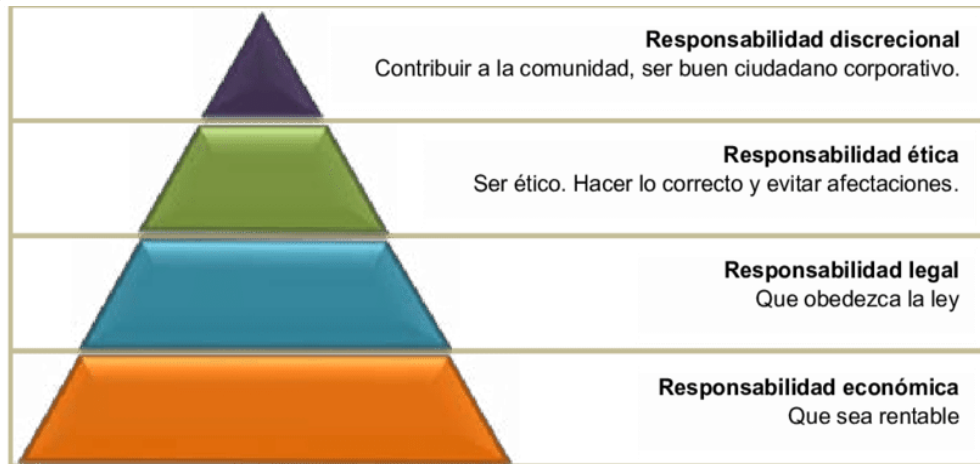 Responsabilidad discrecional
Contribuir a la comunidad, ser buen ciudadano corporativo.
Responsabilidad ética
Ser ético. Hacer lo correcto y evitar afectaciones.
Responsabilidad legal
Que obedezca la ley
Responsabilidad económica
Que sea rentable